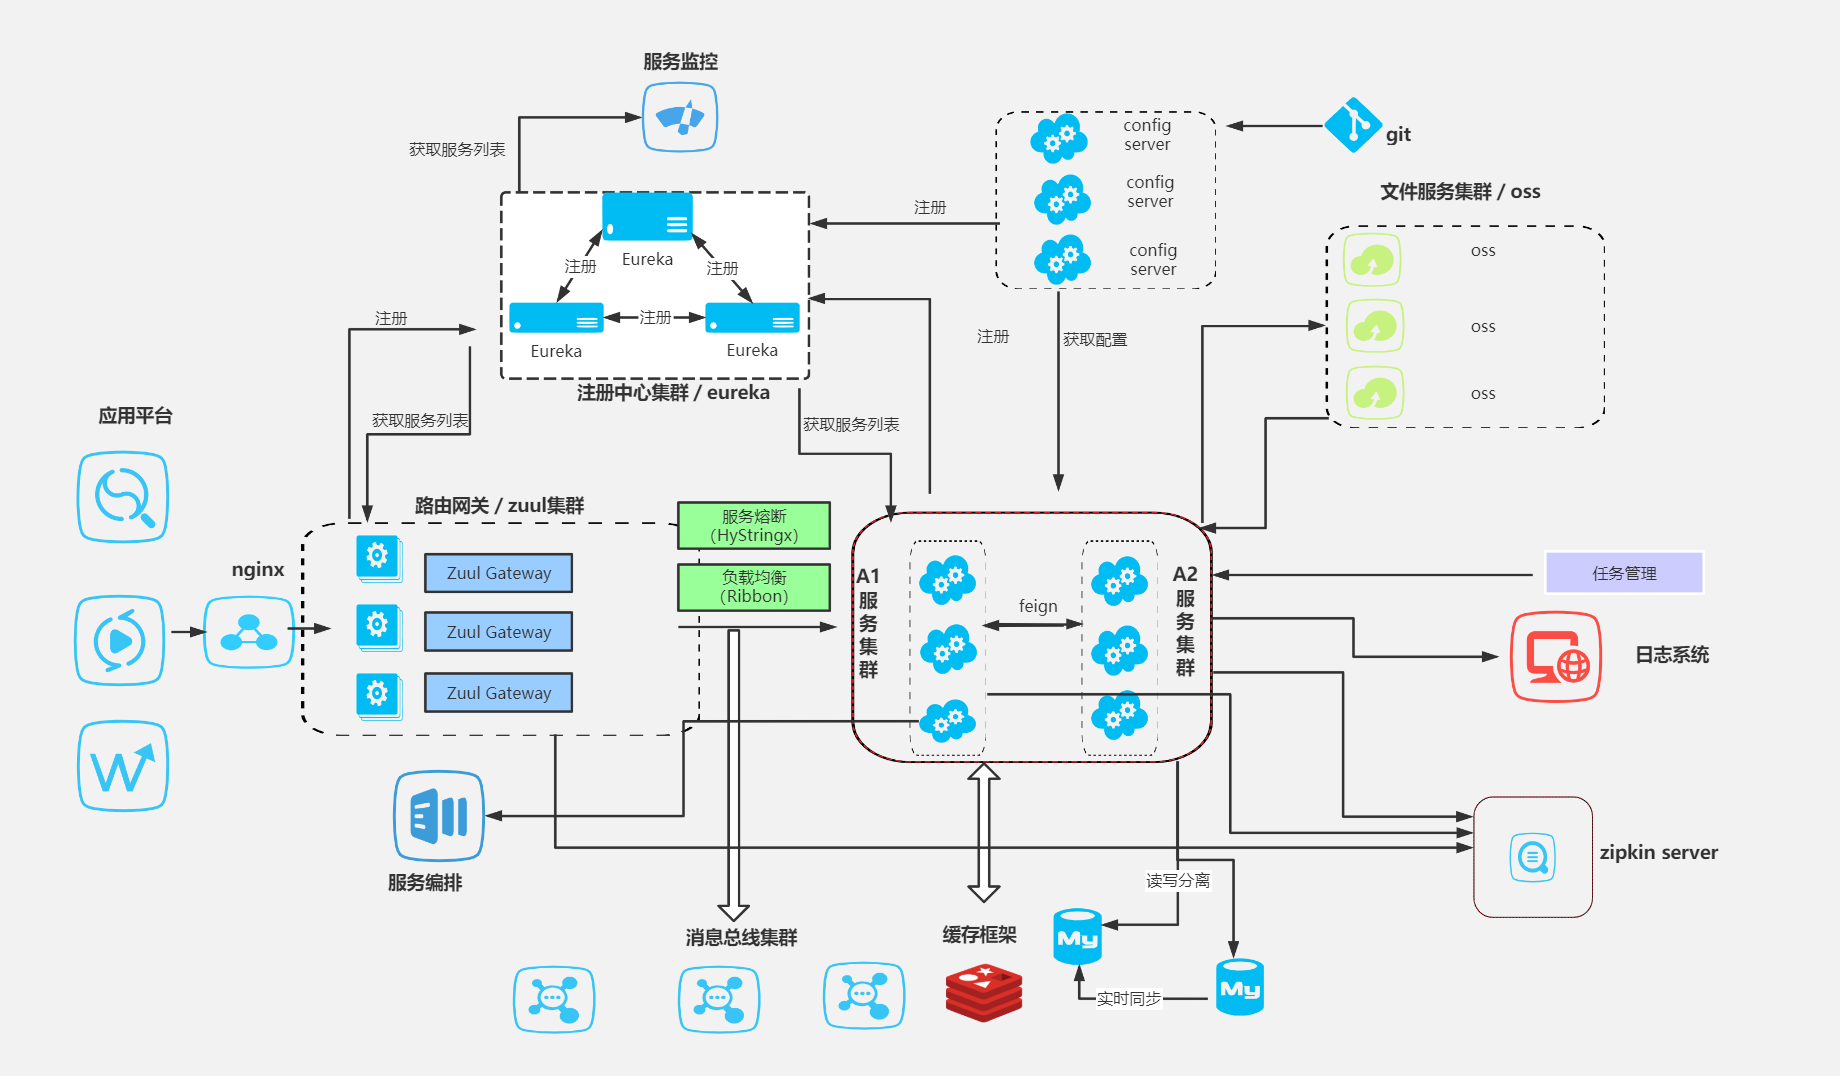 服务监控
获取服务列表
config
server
config
server
config
server
git
文件服务集群 / oss
oss
oss
oss
注册
Eureka
注册
注册
注册
Eureka
Eureka
注册中心集群 / eureka
注册
获取服务列表
获取服务列表
注册
获取配置
应用平台
nginx
路由网关 / zuul集群
Zuul Gateway
Zuul Gateway
Zuul Gateway
服务熔断
（HyStringx）
负载均衡
（Ribbon）
A1
服
务
集
群
feign
A2
服
务
集
群
任务管理
日志系统
zipkin server
服务编排
消息总线集群
缓存框架
读写分离
My
My
实时同步